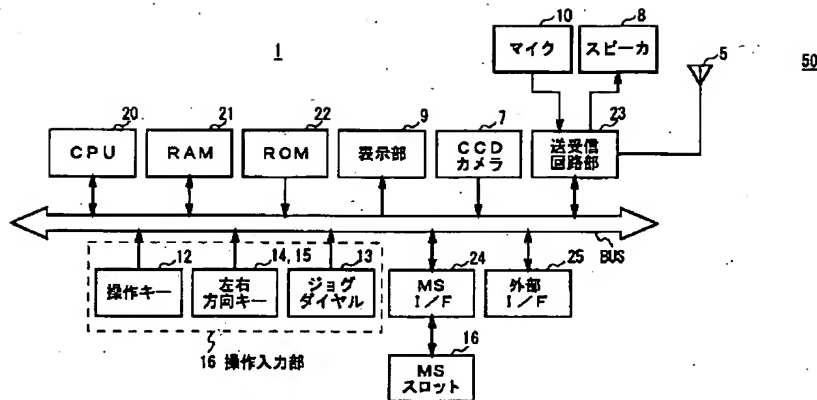 1
10
マイク
8
スピーカ
5
50
20
CPU
21
RAM
22
ROM
9
表示部
7
CCD
カメラ
23
送受信
回路部
BUS
12
操作キー
14, 15
左右
方向キー
13
ジョグ
ダイヤル
24
MS
I/F
25
外部
I/F
16 操作入力部
16
MS
スロット